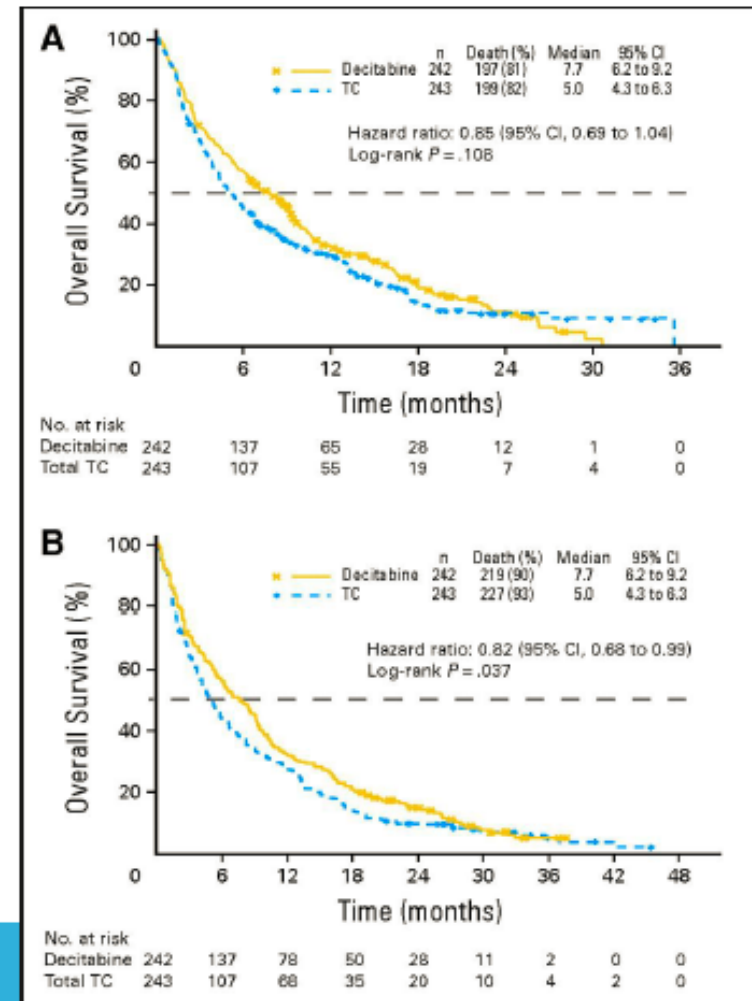 A
n Death (%) Median 95% CI
Decitabine 242 197 (81) 7.7 6.2 to 9.2
TC 243 199 (82) 5.0 4.3 to 6.3
Hazard ratio: 0.85 (95% CI, 0.69 to 1.04)
Log-rank P = .108
Overall Survival (%)
100
80
60
40
20
0 6 12 18 24 30 36
Time (months)
No. at risk
Decitabine 242 137 65 28 12 1 0
Total TC 243 107 55 19 7 4 0
B
n Death (%) Median 95% CI
Decitabine 242 219 (90) 7.7 6.2 to 9.2
TC 243 227 (93) 5.0 4.3 to 6.3
Hazard ratio: 0.82 (95% CI, 0.68 to 0.99)
Log-rank P = .037
Overall Survival (%)
100
80
60
40
20
0 6 12 18 24 30 36 42 48
Time (months)
No. at risk
Decitabine 242 137 78 50 28 11 2 0 0
Total TC 243 107 68 35 20 10 4 2 0